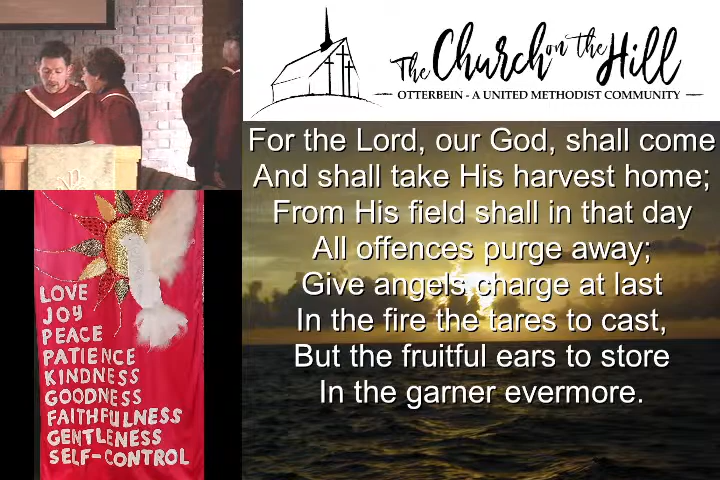 The Church on the Hill
OTTERBEIN - A UNITED METHODIST COMMUNITY
For the Lord, our God, shall come
And shall take His harvest home;
From His field shall in that day
All offences purge away;
Give angels charge at last
In the fire the tares to cast,
But the fruitful ears to store
In the garner evermore.
LOVE
JOY
PEACE
PATIENCE
KINDNESS
GOODNESS
FAITHFULNESS
GENTLENESS
SELF-CONTROL